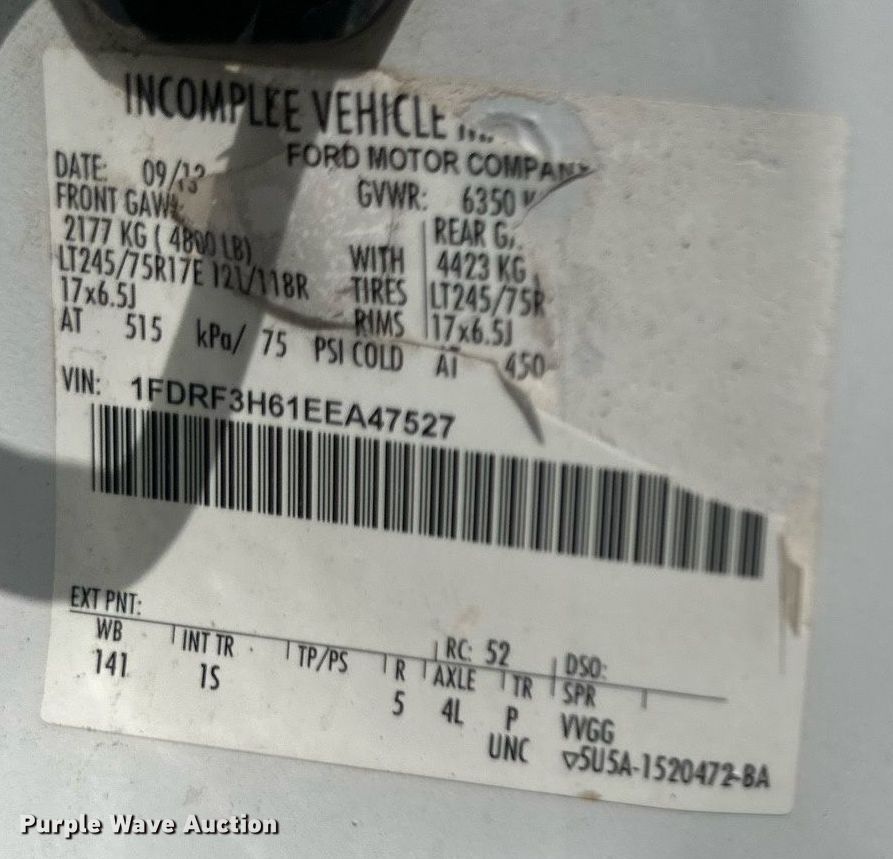 INCOMPLEE VEHICLE
FORD MOTOR COMPANY
DATE: 09/13 GVWR: 6350
FRONT GAW REAR G
2177 KG ( 4800 LB) WITH 4423 KG
LT245/75R17E 121/118R TIRES LT245/75R
17x6.5J RIMS 17x6.5J
AT 515 kPa/ 75 PSI COLD AT 450
VIN: 1FDRF3H61EEA47527
EXT PNT: RC: 52 DSO:
WB INT TR TP/PS R AXLE TR SPR
141 1S 5 4L P VVGG
UNC ▽5U5A-1520472-BA
Purple Wave Auction